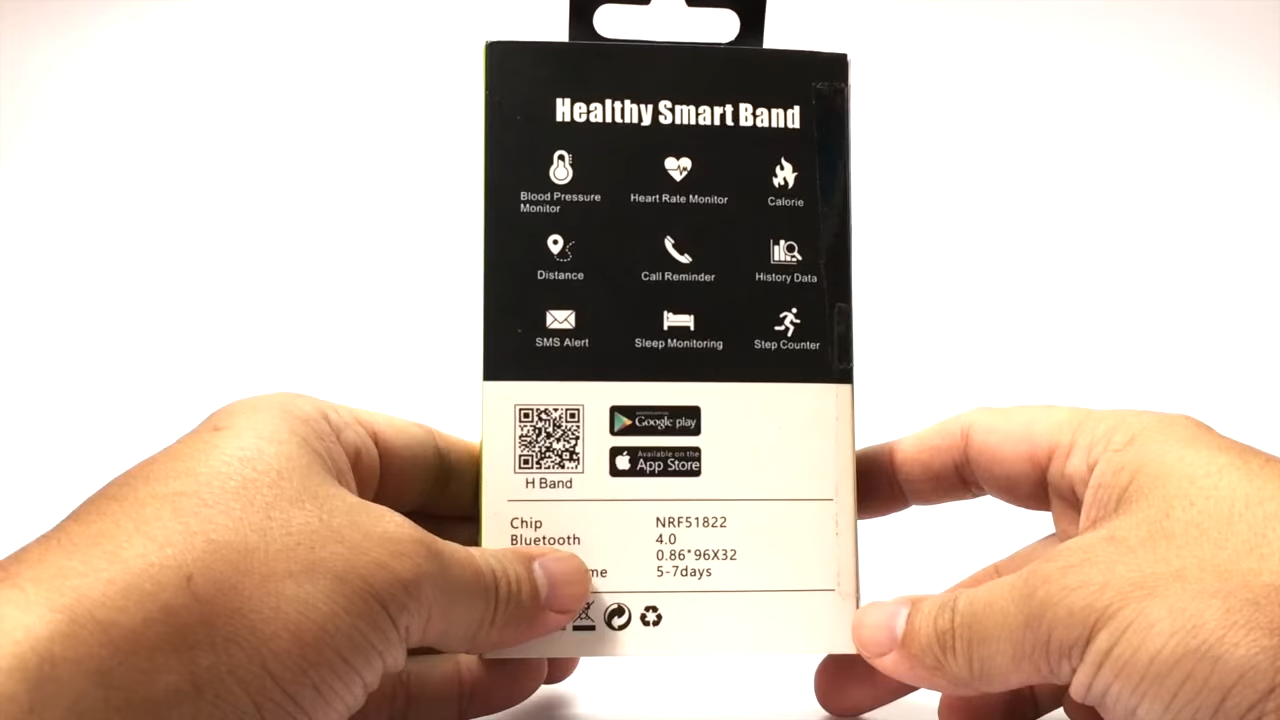 Healthy Smart Band
Blood Pressure
Monitor
Heart Rate Monitor
Calorie
Distance
Call Reminder
History Data
SMS Alert
Sleep Monitoring
Step Counter
Google play
Available on the
App Store
H Band
Chip NRF51822
Bluetooth 4.0
0.86*96X32
me 5-7days